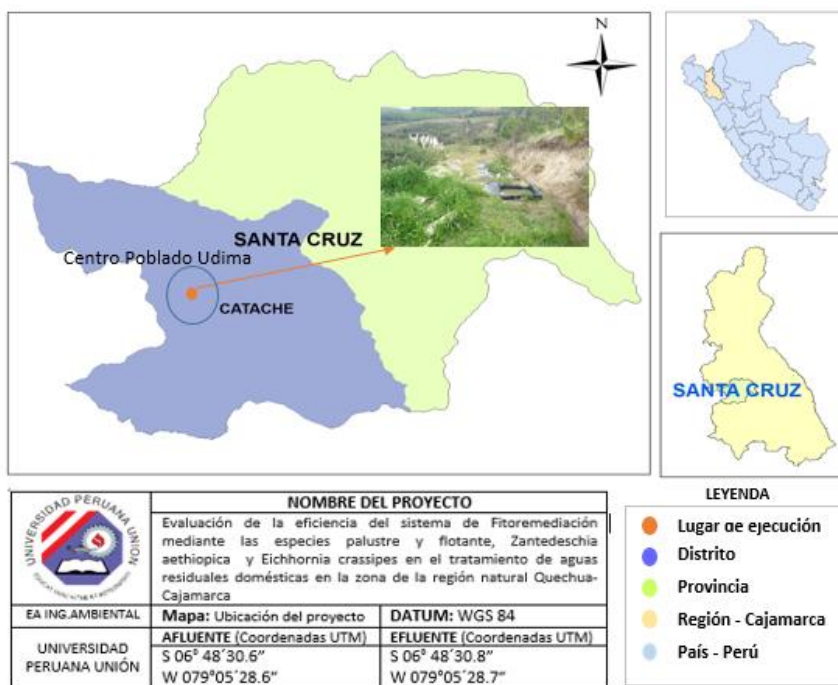 N
SANTA CRUZ
Centro Poblado Udima
CATACHE
SANTA CRUZ
UNIVERSIDAD PERUANA UNIÓN
NOMBRE DEL PROYECTO
Evaluación de la eficiencia del sistema de Fitoremediación
mediante las especies palustre y flotante, Zantedeschia
aethiopica y Eichhornia crassipes en el tratamiento de aguas
residuales domésticas en la zona de la región natural Quechua-
Cajamarca
EA ING.AMBIENTAL
Mapa: Ubicación del proyecto
DATUM: WGS 84
UNIVERSIDAD
PERUANA UNIÓN
AFLUENTE (Coordenadas UTM)
S 06° 48´30.6”
W 079°05´28.6”
EFLUENTE (Coordenadas UTM)
S 06° 48´30.8”
W 079°05´28.7”
LEYENDA
Lugar de ejecución
Distrito
Provincia
Región - Cajamarca
País - Perú